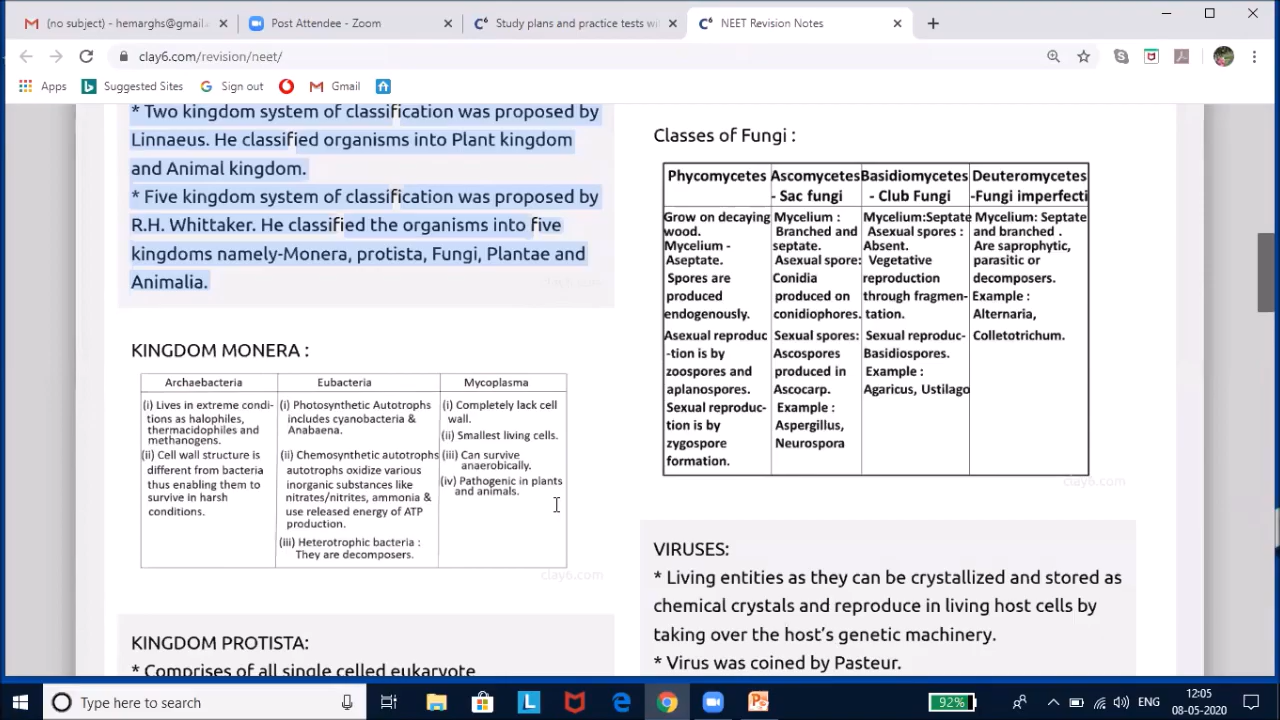 (no subject) - hemarghs@gmail.
Post Attendee - Zoom
Study plans and practice tests wi
NEET Revision Notes
clay6.com/revision/neet/
Apps
Suggested Sites
Sign out
Gmail
* Two kingdom system of classification was proposed by
Linnaeus. He classified organisms into Plant kingdom
and Animal kingdom.
* Five kingdom system of classification was proposed by
R.H. Whittaker. He classified the organisms into five
kingdoms namely-Monera, protista, Fungi, Plantae and
Animalia.
KINGDOM MONERA :
Archaebacteria
(i) Lives in extreme condi-
tions as halophiles,
thermacidophiles and
methanogens.
(ii) Cell wall structure is
different from bacteria
thus enabling them to
survive in harsh
conditions.
Eubacteria
(i) Photosynthetic Autotrophs
includes cyanobacteria &
Anabaena.
(ii) Chemosynthetic autotrophs
autotrophs oxidize various
inorganic substances like
nitrates/nitrites, ammonia &
use released energy of ATP
production.
(iii) Heterotrophic bacteria :
They are decomposers.
Mycoplasma
(i) Completely lack cell
wall.
(ii) Smallest living cells.
(iii) Can survive
anaerobically.
(iv) Pathogenic in plants
and animals.
clay6.com
KINGDOM PROTISTA:
* Comprises of all single celled eukaryote
Classes of Fungi :
Phycomycetes
Grow on decaying
wood.
Mycelium -
Aseptate.
Spores are
produced
endogenously.
Asexual reproduc
-tion is by
zoospores and
aplanospores.
Sexual reproduc-
tion is by
zygospore
formation.
Ascomycetes
- Sac fungi
Mycelium :
Branched and
septate.
Asexual spore:
Conidia
produced on
conidiophores.
Sexual spores:
Ascospores
produced in
Ascocarp.
Example :
Aspergillus,
Neurospora
Basidiomycetes
- Club Fungi
Mycelium:Septate
Asexual spores :
Absent.
Vegetative
reproduction
through fragmen-
tation.
Sexual reproduc-
Basidiospores.
Example :
Agaricus, Ustilago
Deuteromycetes
-Fungi imperfecti
Mycelium: Septate
and branched .
Are saprophytic,
parasitic or
decomposers.
Example :
Alternaria,
Colletotrichum.
clay6.com
VIRUSES:
* Living entities as they can be crystallized and stored as
chemical crystals and reproduce in living host cells by
taking over the host's genetic machinery.
* Virus was coined by Pasteur.
Type here to search
92%
ENG
12:05
08-05-2020